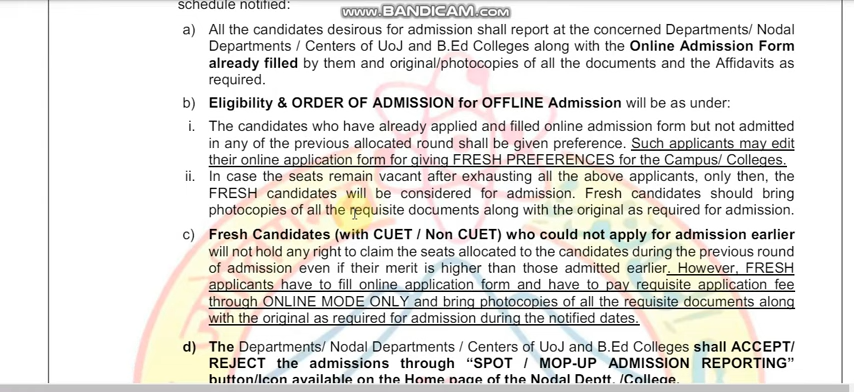 schedule notified:
www.BANDICAM.com
a) All the candidates desirous for admission shall report at the concerned Departments/ Nodal
Departments / Centers of UoJ and B.Ed Colleges along with the Online Admission Form
already filled by them and original/photocopies of all the documents and the Affidavits as
required.
b) Eligibility & ORDER OF ADMISSION for OFFLINE Admission will be as under:
i. The candidates who have already applied and filled online admission form but not admitted
in any of the previous allocated round shall be given preference. Such applicants may edit
their online application form for giving FRESH PREFERENCES for the Campus/ Colleges.
ii. In case the seats remain vacant after exhausting all the above applicants, only then, the
FRESH candidates will be considered for admission. Fresh candidates should bring
photocopies of all the requisite documents along with the original as required for admission.
c) Fresh Candidates (with CUET / Non CUET) who could not apply for admission earlier
will not hold any right to claim the seats allocated to the candidates during the previous round
of admission even if their merit is higher than those admitted earlier. However, FRESH
applicants have to fill online application form and have to pay requisite application fee
through ONLINE MODE ONLY and bring photocopies of all the requisite documents along
with the original as required for admission during the notified dates.
d) The Departments/ Nodal Departments / Centers of UoJ and B.Ed Colleges shall ACCEPT/
REJECT the admissions through “SPOT / MOP-UP ADMISSION REPORTING”
button/Icon available on the Home page of the Nodal Deptt. /College.